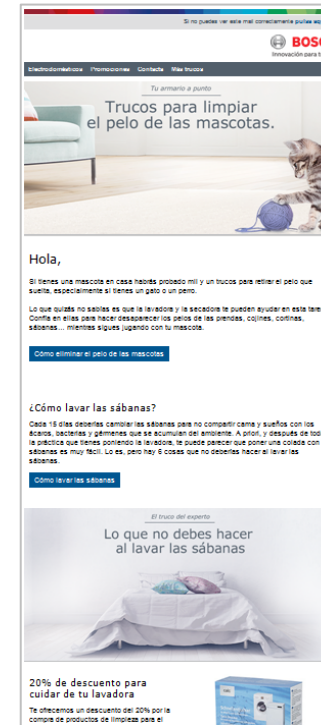 Si no puedes ver este mail correctamente pulsa aq
BOSC
Innovación para t
Electrodomésticos Promociones Contacta Más trucos
Tu armario a punto
Trucos para limpiar
el pelo de las mascotas.
Hola,
Si tienes una mascota en casa habrás probado mil y un trucos para retirar el pelo que
suelta, especialmente si tienes un gato o un perro.
Lo que quizás no sabías es que la lavadora y la secadora te pueden ayudar en esta tare
Confía en ellas para hacer desaparecer los pelos de las prendas, cojines, cortinas,
sábanas... mientras sigues jugando con tu mascota.
Cómo eliminar el pelo de las mascotas
¿Cómo lavar las sábanas?
Cada 15 días deberías cambiar las sábanas para no compartir cama y sueños con los
ácaros, bacterias y gérmenes que se acumulan del ambiente. A priori, y después de tod
la práctica que tienes poniendo la lavadora, te puede parecer que poner una colada con
sábanas es muy fácil. Lo es, pero hay 6 cosas que no deberías hacer al lavar las
sábanas.
Cómo lavar las sábanas
El truco del experto
Lo que no debes hacer
al lavar las sábanas
20% de descuento para
cuidar de tu lavadora
Te ofrecemos un descuento del 20% por la
compra de productos de limpieza para el